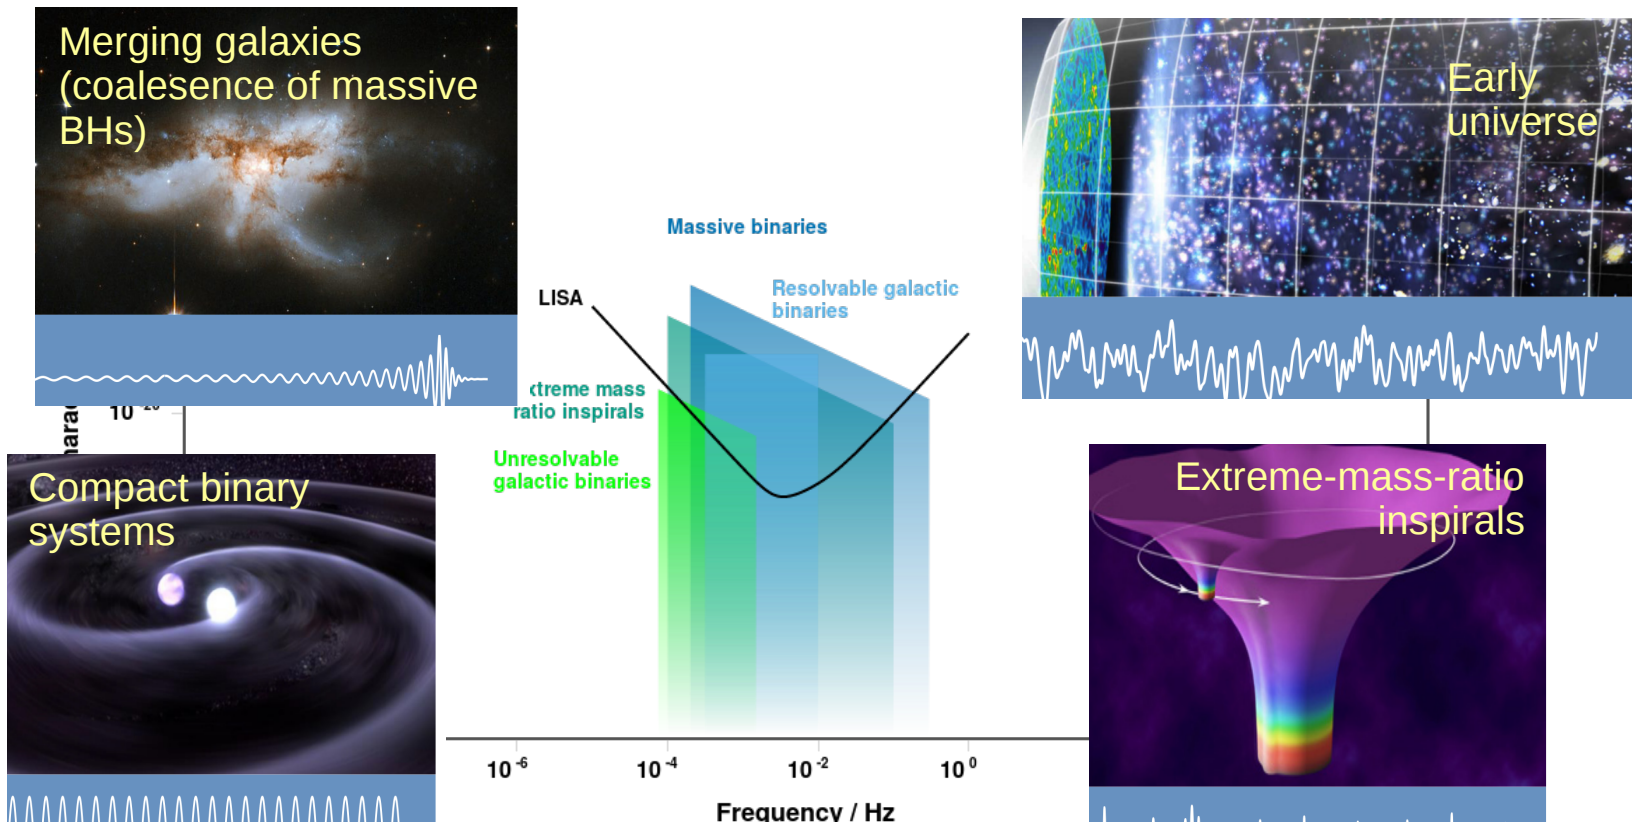 Merging galaxies
(coalesence of massive
BHs)
Early
universe
Massive binaries
Resolvable galactic
binaries
LISA
xtreme mass
ratio inspirals
Unresolvable
galactic binaries
Compact binary
systems
Extreme-mass-ratio
inspirals
10⁻⁶
10⁻⁴
10⁻²
10⁰
Frequency / Hz